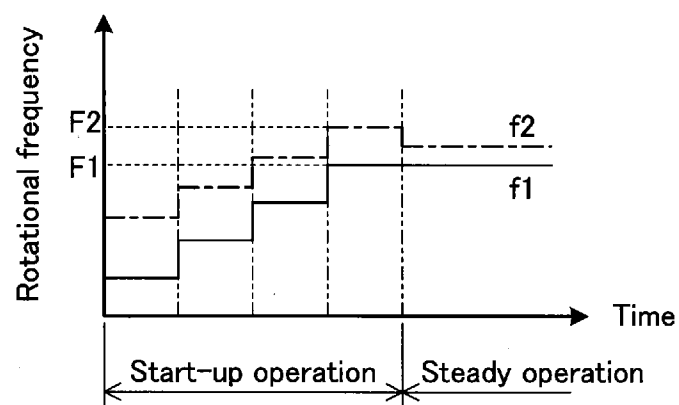 Rotational frequency
F2
F1
f2
f1
Time
Start-up operation
Steady operation